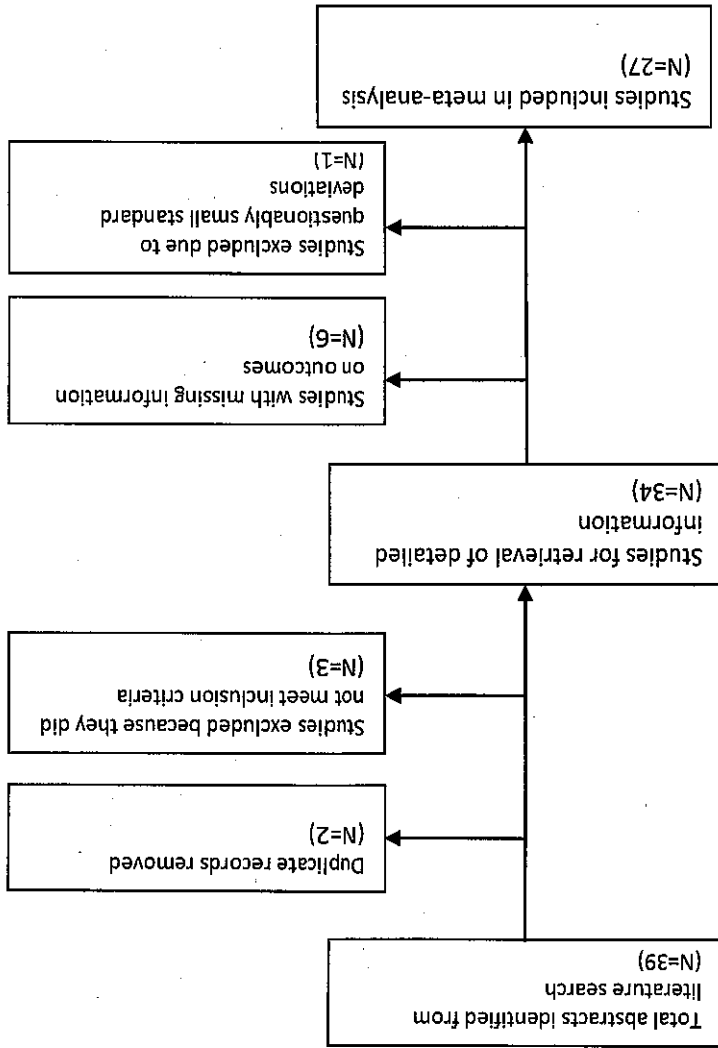 Total abstracts identified from
literature search
(N=39)
Duplicate records removed
(N=2)
Studies excluded because they did
not meet inclusion criteria
(N=3)
Studies for retrieval of detailed
information
(N=34)
Studies with missing information
on outcomes
(N=6)
Studies excluded due to
questionably small standard
deviations
(N=1)
Studies included in meta-analysis
(N=27)